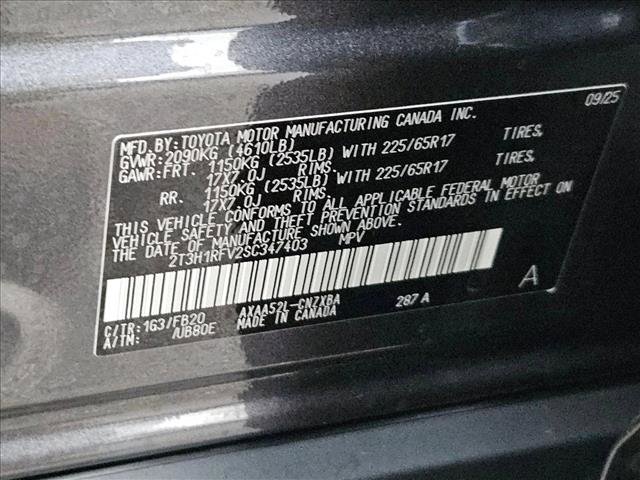 MFD. BY: TOYOTA MOTOR MANUFACTURING CANADA INC. 09/25
GVWR: 2090KG (4610LB)
GAWR: FRT. 1150KG (2535LB) WITH 225/65R17 TIRES,
17X7.0J RIMS.
RR. 1150KG (2535LB) WITH 225/65R17 TIRES,
17X7.0J RIMS.
THIS VEHICLE CONFORMS TO ALL APPLICABLE FEDERAL MOTOR
VEHICLE SAFETY AND THEFT PREVENTION STANDARDS IN EFFECT ON
THE DATE OF MANUFACTURE SHOWN ABOVE.
2T3H1RFV2SC347403 MPV
C/TR: 1G3/FB20 AXAA52L-CNZXBA 287 A A
A/TM: /UB80E MADE IN CANADA